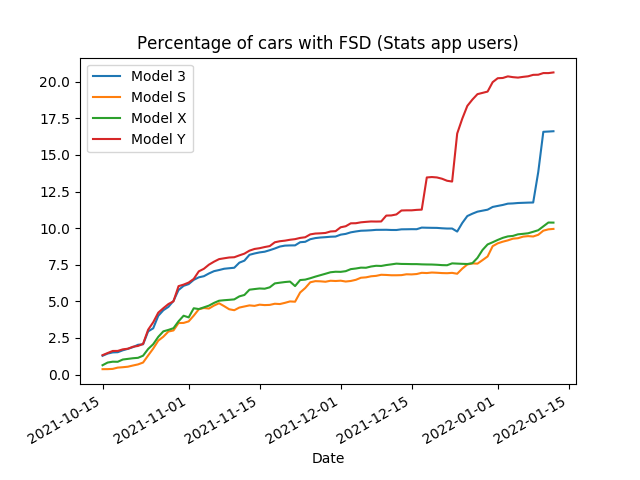 Percentage of cars with FSD (Stats app users)
Model 3
Model S
Model X
Model Y
20.0
17.5
15.0
12.5
10.0
7.5
5.0
2.5
0.0
2021-10-15
2021-11-01
2021-11-15
2021-12-01
2021-12-15
2022-01-01
2022-01-15
Date